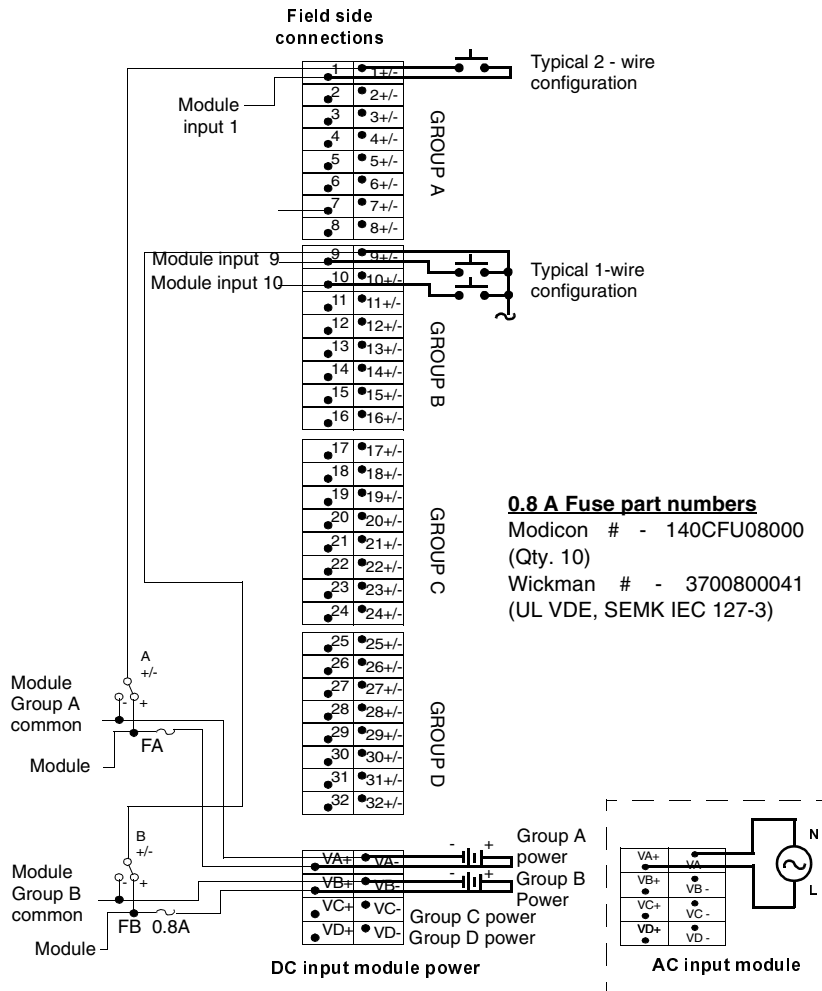 Field side
connections
1 1+/-
2 2+/-
3 3+/-
4 4+/-
5 5+/-
6 6+/-
7 7+/-
8 8+/-
GROUP A
Module
input 1
Typical 2 - wire
configuration
9 9+/-
10 10+/-
11 11+/-
12 12+/-
13 13+/-
14 14+/-
15 15+/-
16 16+/-
GROUP B
Module input 9
Module input 10
Typical 1-wire
configuration
17 17+/-
18 18+/-
19 19+/-
20 20+/-
21 21+/-
22 22+/-
23 23+/-
24 24+/-
GROUP C
0.8 A Fuse part numbers
Modicon # - 140CFU08000
(Qty. 10)
Wickman # - 3700800041
(UL VDE, SEMK IEC 127-3)
25 25+/-
26 26+/-
27 27+/-
28 28+/-
29 29+/-
30 30+/-
31 31+/-
32 32+/-
GROUP D
A
+/-
- +
Module
Group A
common
FA
Module
B
+/-
- +
Module
Group B
common
FB 0.8A
Module
VA+ VA-
VB+ VB-
VC+ VC-
VD+ VD-
- +
Group A
power
- +
Group B
Power
Group C power
Group D power
DC input module power
VA+ VA
VB+ VB -
VC+ VC -
VD+ VD -
N
L
AC input module